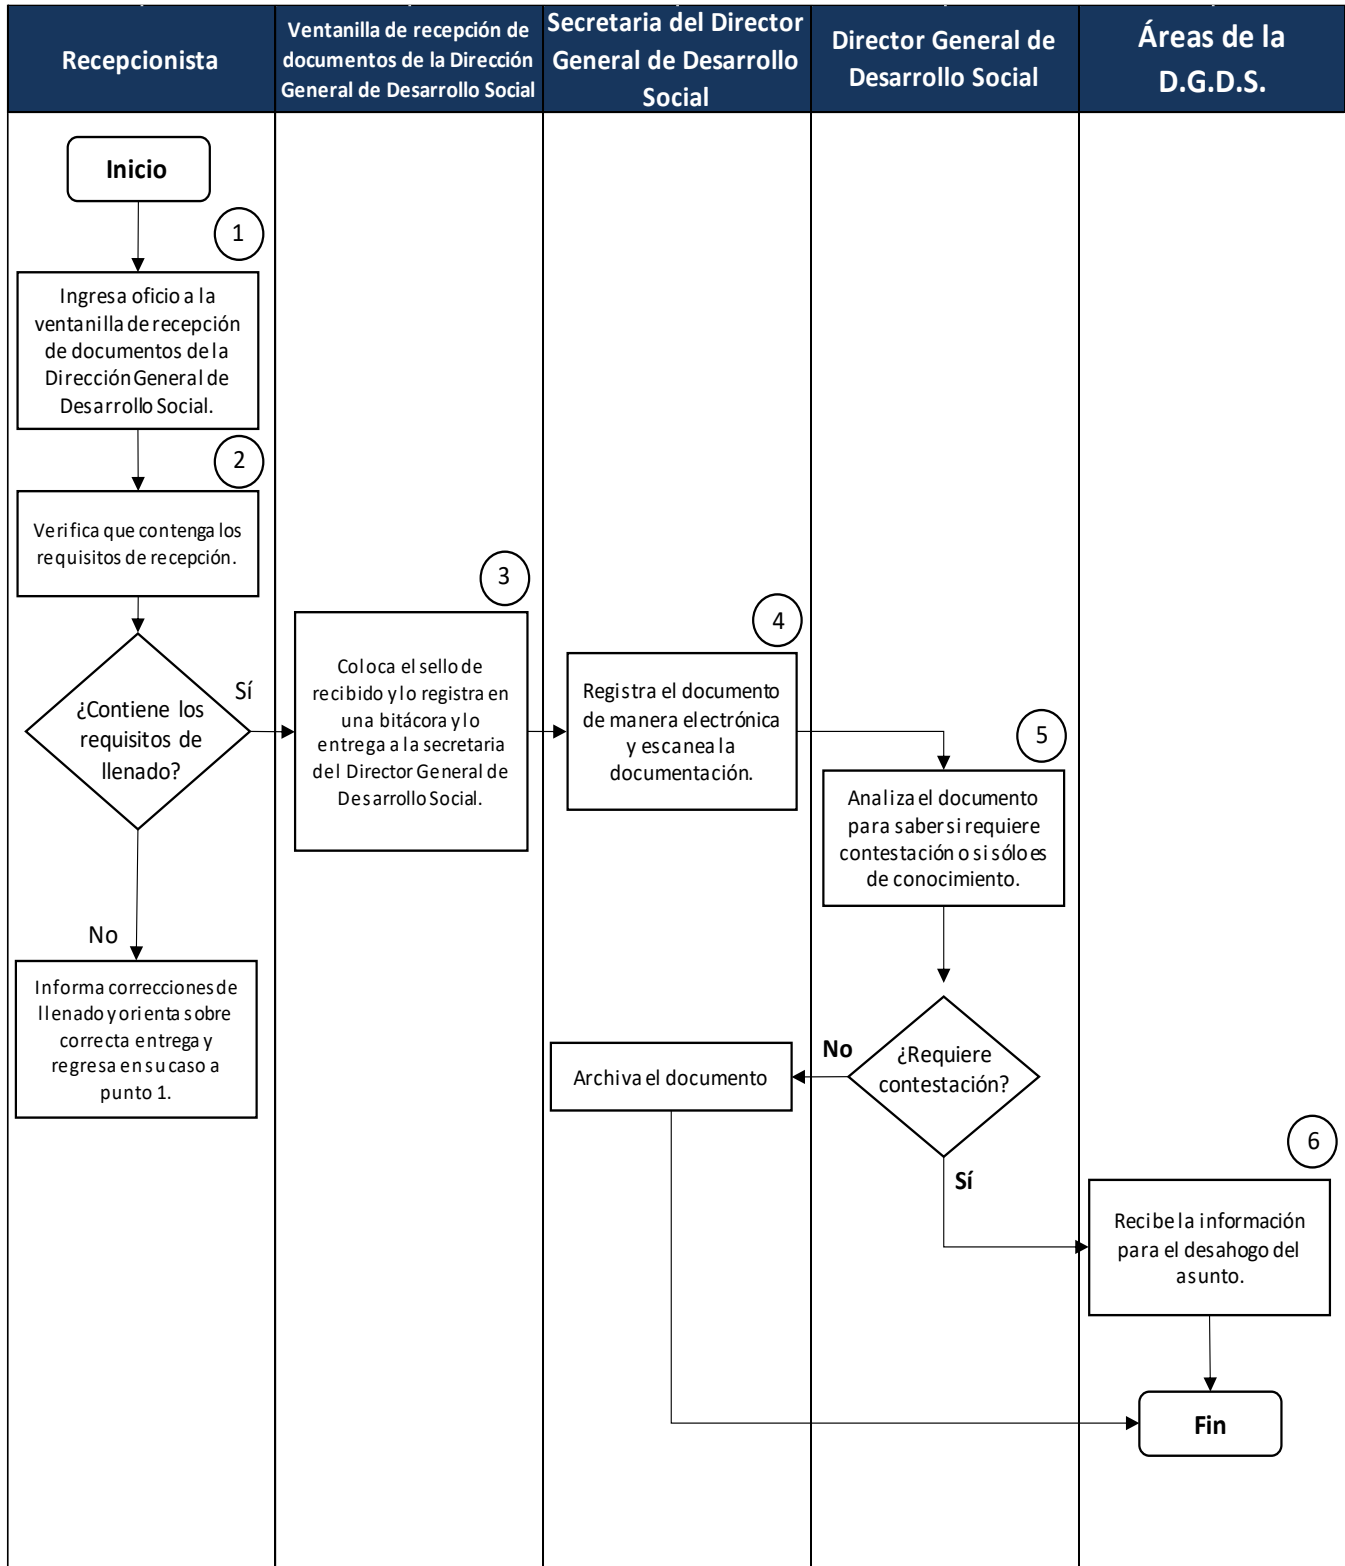 Recepcionista
Ventanilla de recepción de
documentos de la Dirección
General de Desarrollo Social
Secretaria del Director
General de Desarrollo
Social
Director General de
Desarrollo Social
Áreas de la
D.G.D.S.
Inicio
1
Ingresa oficio a la
ventanilla de recepción
de documentos de la
Dirección General de
Desarrollo Social.
2
Verifica que contenga los
requisitos de recepción.
¿Contiene los
requisitos de
llenado?
Sí
No
Informa correcciones de
llenado y orienta sobre
correcta entrega y
regresa en su caso a
punto 1.
3
Coloca el sello de
recibido y lo registra en
una bitácora y lo
entrega a la secretaria
del Director General de
Desarrollo Social.
4
Registra el documento
de manera electrónica
y escanea la
documentación.
5
Analiza el documento
para saber si requiere
contestación o si sólo es
de conocimiento.
¿Requiere
contestación?
No
Archiva el documento
Sí
6
Recibe la información
para el desahogo del
asunto.
Fin